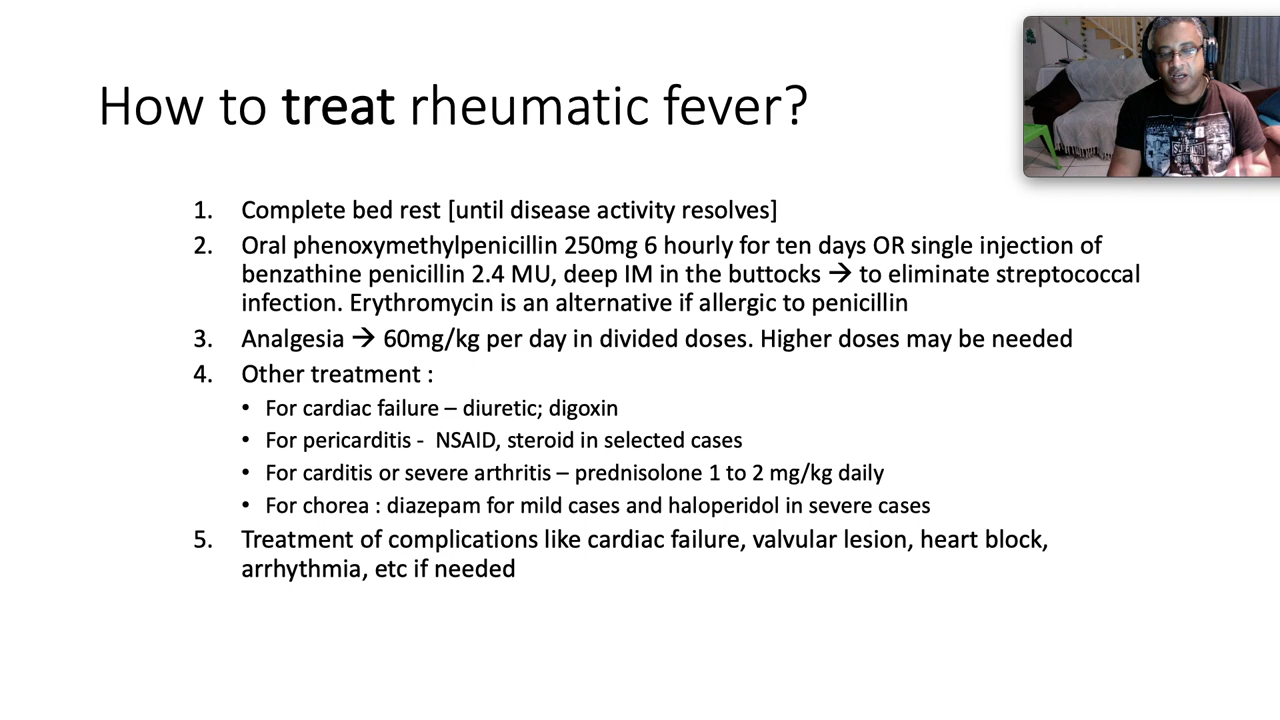 How to treat rheumatic fever?
1. Complete bed rest [until disease activity resolves]
2. Oral phenoxymethylpenicillin 250mg 6 hourly for ten days OR single injection of
benzathine penicillin 2.4 MU, deep IM in the buttocks → to eliminate streptococcal
infection. Erythromycin is an alternative if allergic to penicillin
3. Analgesia → 60mg/kg per day in divided doses. Higher doses may be needed
4. Other treatment :
• For cardiac failure – diuretic; digoxin
• For pericarditis - NSAID, steroid in selected cases
• For carditis or severe arthritis – prednisolone 1 to 2 mg/kg daily
• For chorea : diazepam for mild cases and haloperidol in severe cases
5. Treatment of complications like cardiac failure, valvular lesion, heart block,
arrhythmia, etc if needed